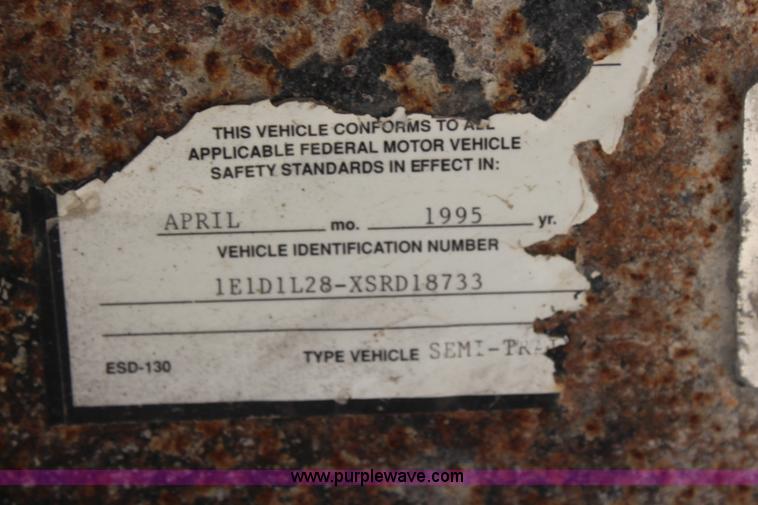 THIS VEHICLE CONFORMS TO ALL
APPLICABLE FEDERAL MOTOR VEHICLE
SAFETY STANDARDS IN EFFECT IN:
APRIL mo. 1995 yr.
VEHICLE IDENTIFICATION NUMBER
1E1D1L28-XSRD18733
ESD-130 TYPE VEHICLE SEMI-TRA
www.purplewave.com